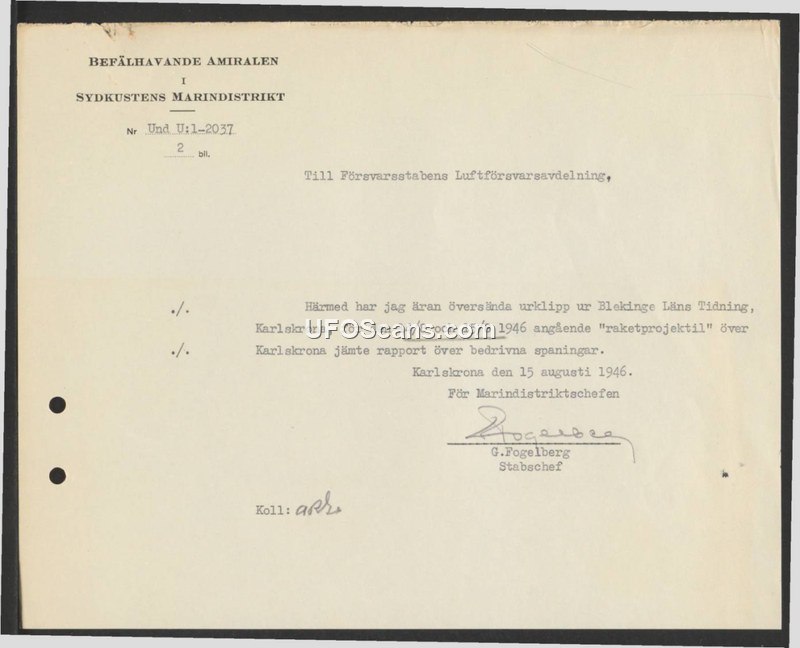 BEFÄLHAVANDE AMIRALEN
I
SYDKUSTENS MARINDISTRIKT
Nr Und U:1-2037
2 bil.
Till Försvarsstabens Luftförsvarsavdelning,
./. Härmed har jag äran översända urklipp ur Blekinge Läns Tidning,
Karlskrona 1946 angående "raketprojektil" över
UFOScans.com
./. Karlskrona jämte rapport över bedrivna spaningar.
Karlskrona den 15 augusti 1946.
För Marindistriktschefen
G.Fogelberg
Stabschef
Koll: